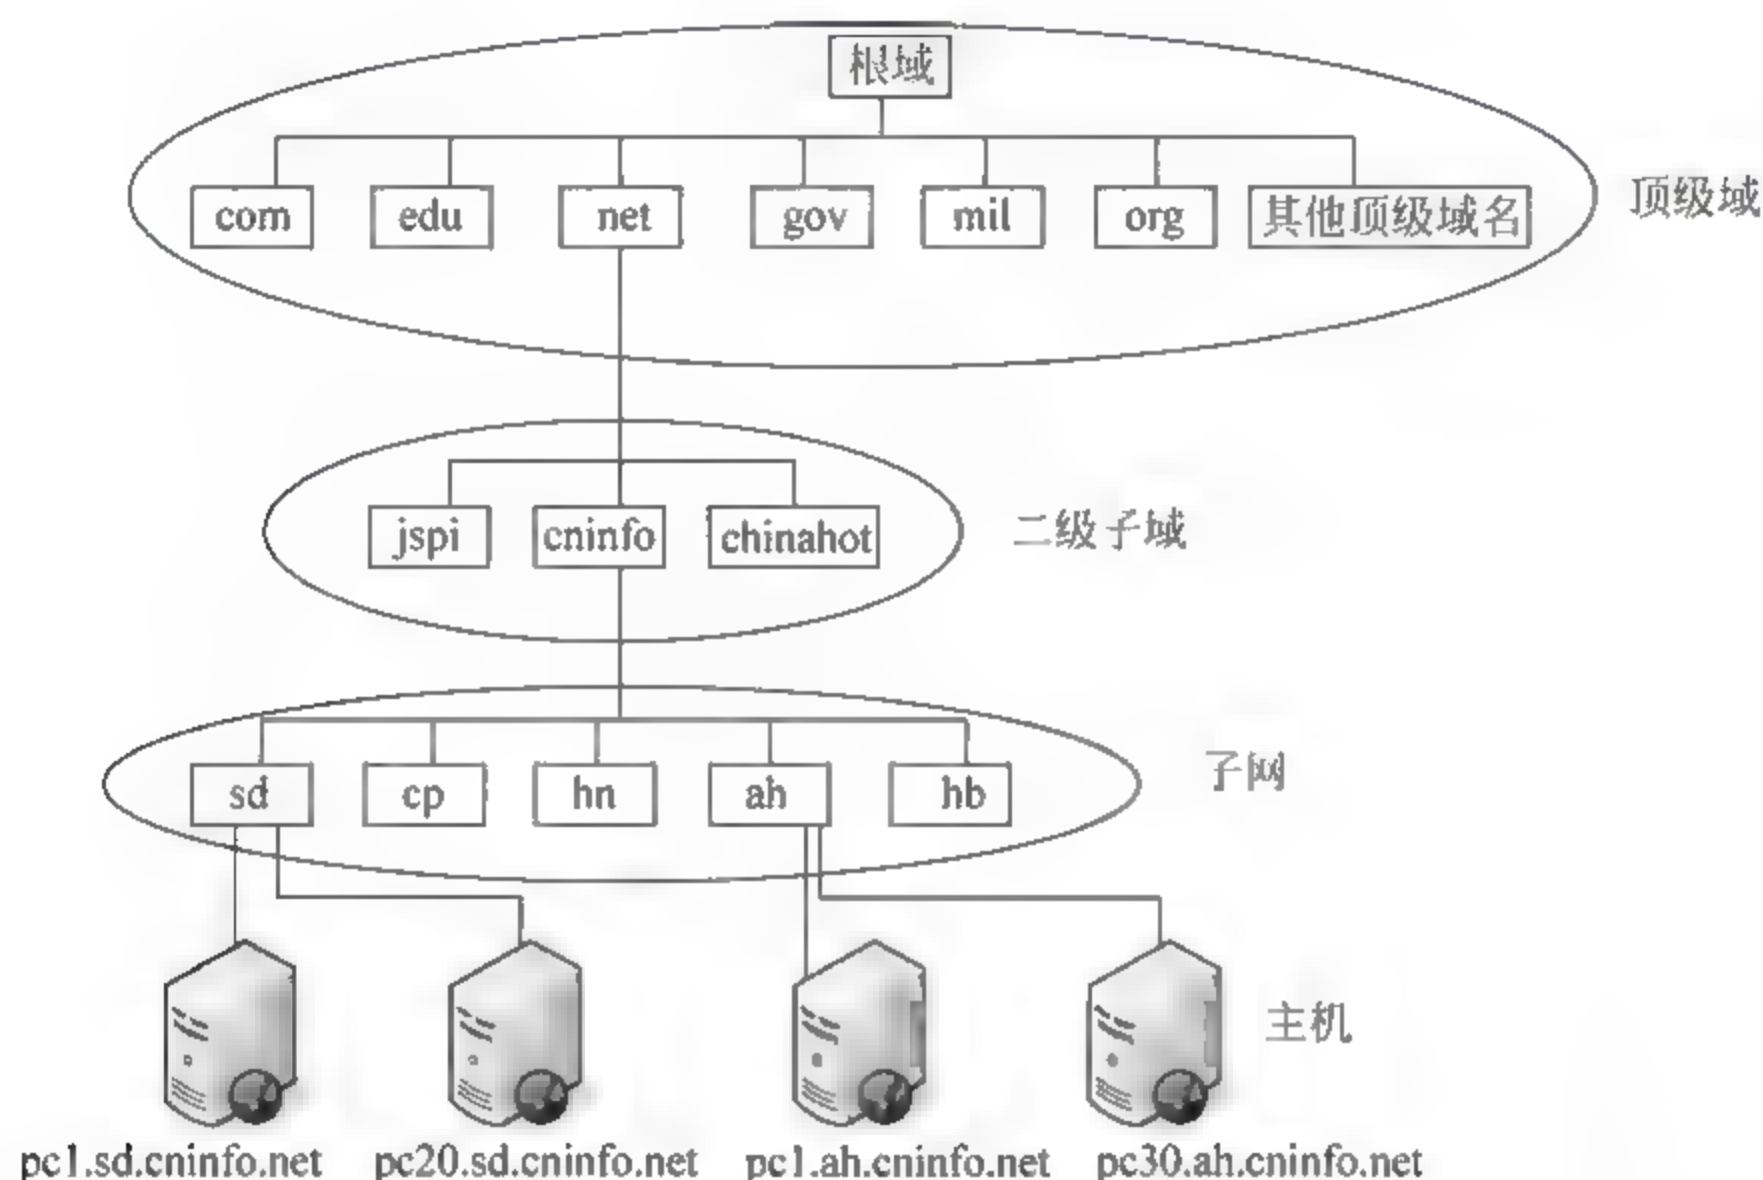 根域
com edu net gov mil org 其他顶级域名
顶级域
jspi cninfo chinahot
二级子域
sd cp hn ah hb
子网
主机
pc1.sd.cninfo.net pc20.sd.cninfo.net pc1.ah.cninfo.net pc30.ah.cninfo.net